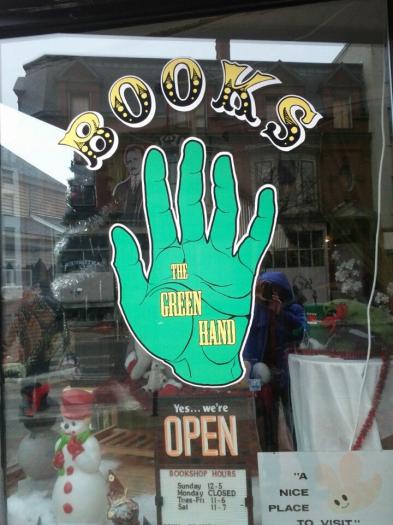 BOOKS
THE
GREEN
HAND
Yes...we're
OPEN
BOOKSHOP HOURS
Sunday 12-5
Monday CLOSED
Tues-Fri 11-6
Sat 11-7
"A
NICE
PLACE
TO VISIT"